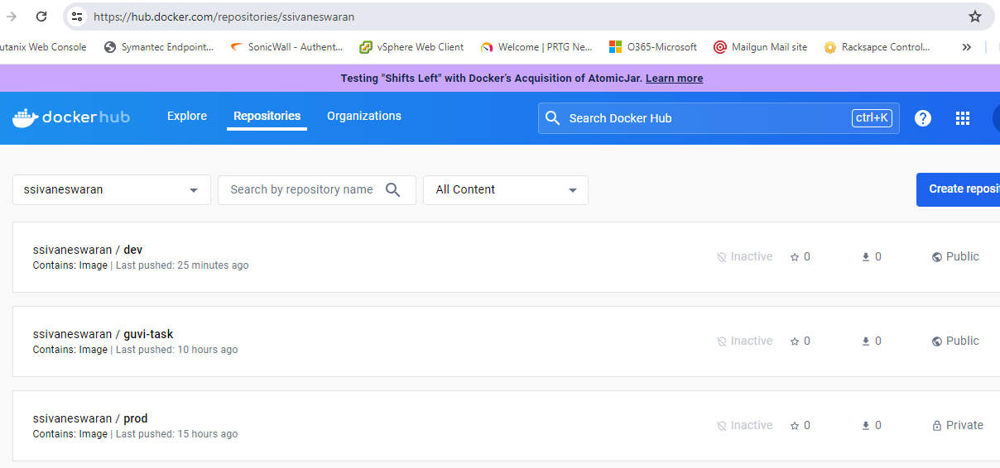 https://hub.docker.com/repositories/ssivaneswaran
utanix Web Console Symantec Endpoint... SonicWall - Authent... vSphere Web Client Welcome | PRTG Ne... O365-Microsoft Mailgun Mail site Racksapce Control...
Testing "Shifts Left" with Docker's Acquisition of AtomicJar. Learn more
dockerhub Explore Repositories Organizations Search Docker Hub ctrl+K ?
ssivaneswaran Search by repository name All Content Create reposit
ssivaneswaran / dev
Inactive 0 0 Public
Contains: Image | Last pushed: 25 minutes ago
ssivaneswaran / guvi-task
Inactive 0 0 Public
Contains: Image | Last pushed: 10 hours ago
ssivaneswaran / prod
Inactive 0 0 Private
Contains: Image | Last pushed: 15 hours ago